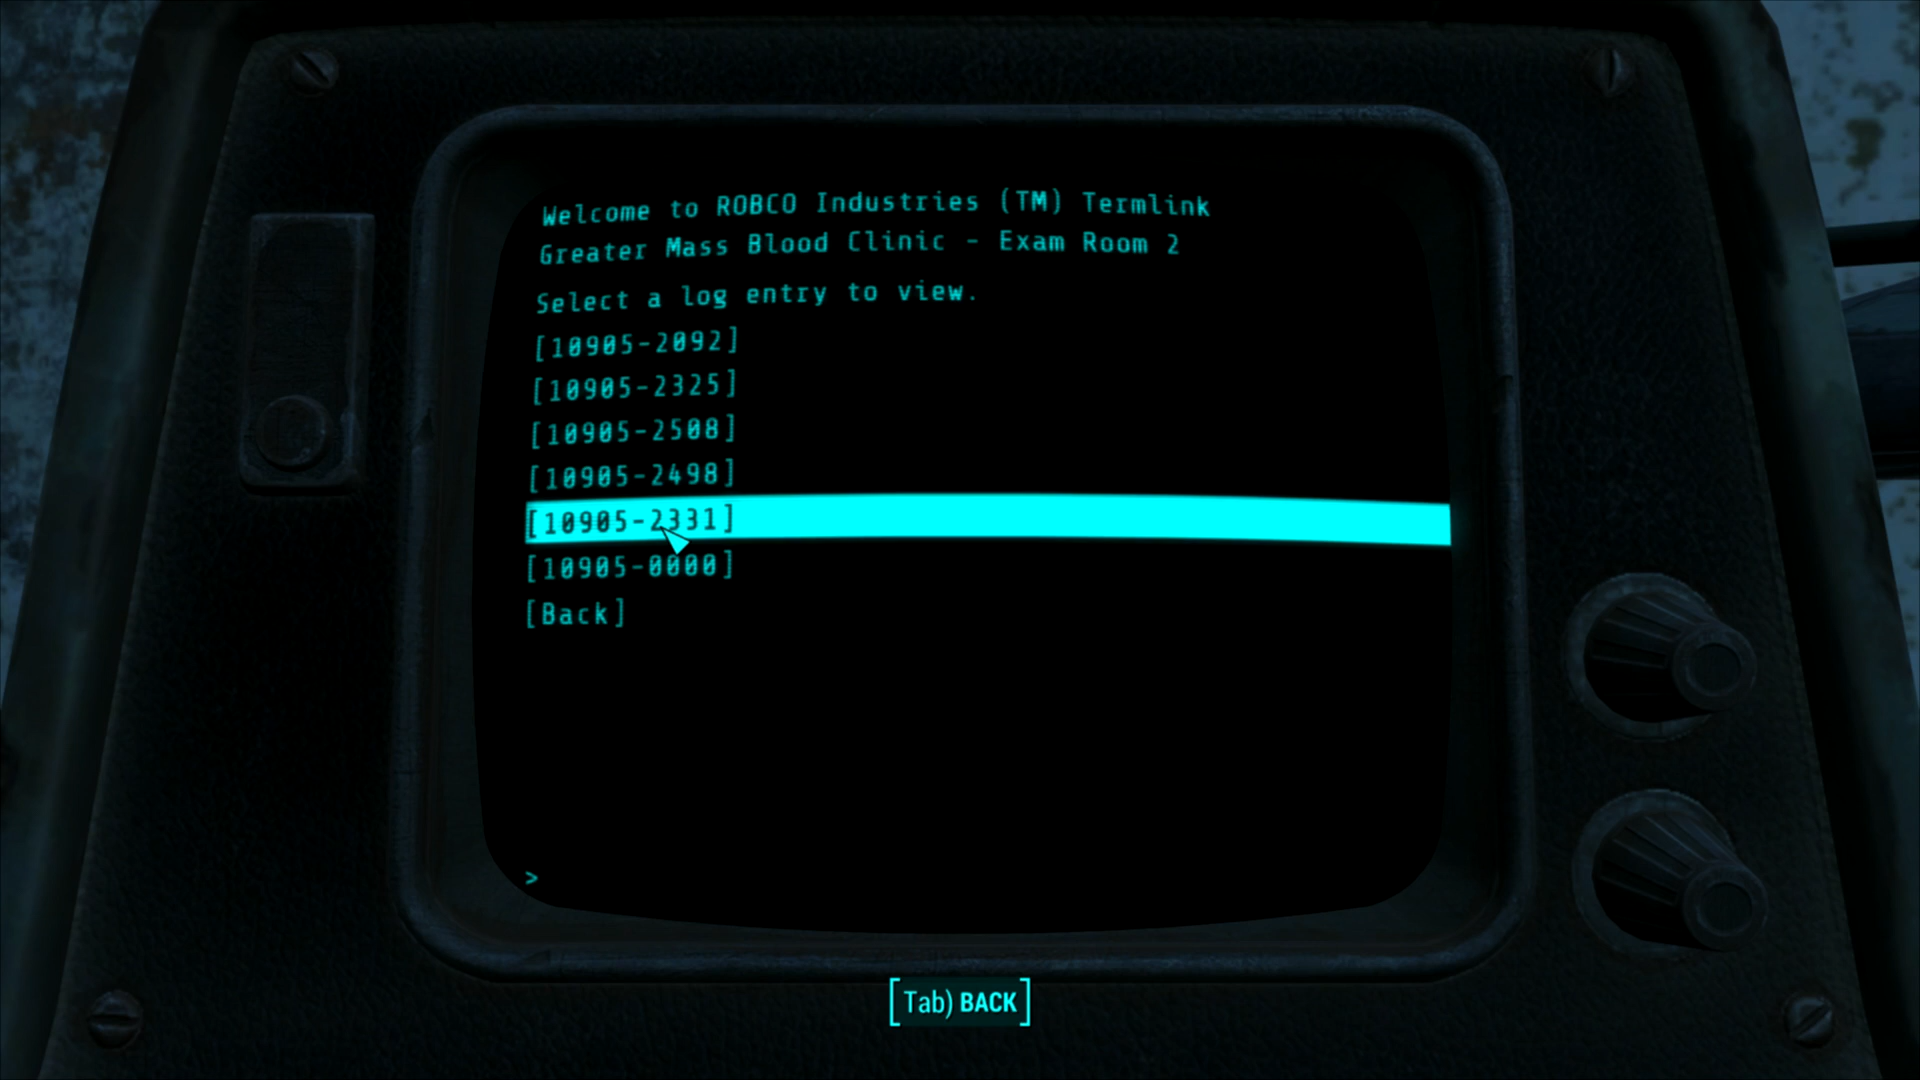 Welcome to ROBCO Industries (TM) Termlink
Greater Mass Blood Clinic - Exam Room 2
Select a log entry to view.
[10905-2092]
[10905-2325]
[10905-2508]
[10905-2498]
[10905-2331]
[10905-0000]
[Back]
>
[Tab) BACK]